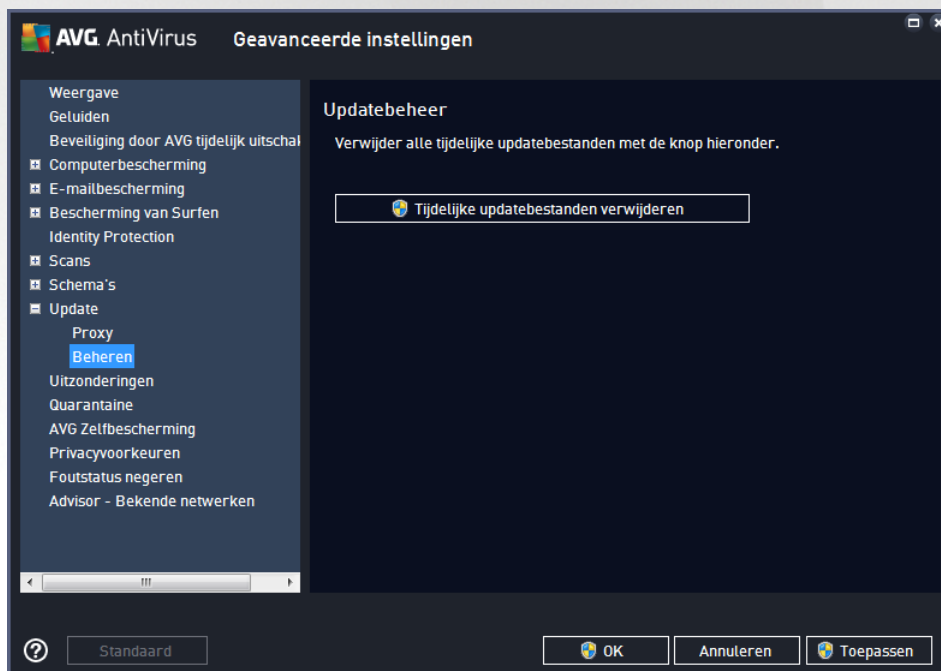 AVG AntiVirus Geavanceerde instellingen
Weergave
Geluiden
Beveiliging door AVG tijdelijk uitschak
Computerbescherming
E-mailbescherming
Bescherming van Surfen
Identity Protection
Scans
Schema's
Update
Proxy
Beheren
Uitzonderingen
Quarantaine
AVG Zelfbescherming
Privacyvoorkeuren
Foutstatus negeren
Advisor - Bekende netwerken
Updatebeheer
Verwijder alle tijdelijke updatebestanden met de knop hieronder.
Tijdelijke updatebestanden verwijderen
? Standaard OK Annuleren Toepassen